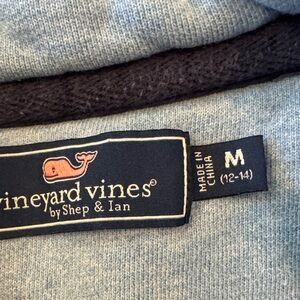 vineyard vines®
by Shep & Ian
MADE IN
CHINA
M
(12-14)